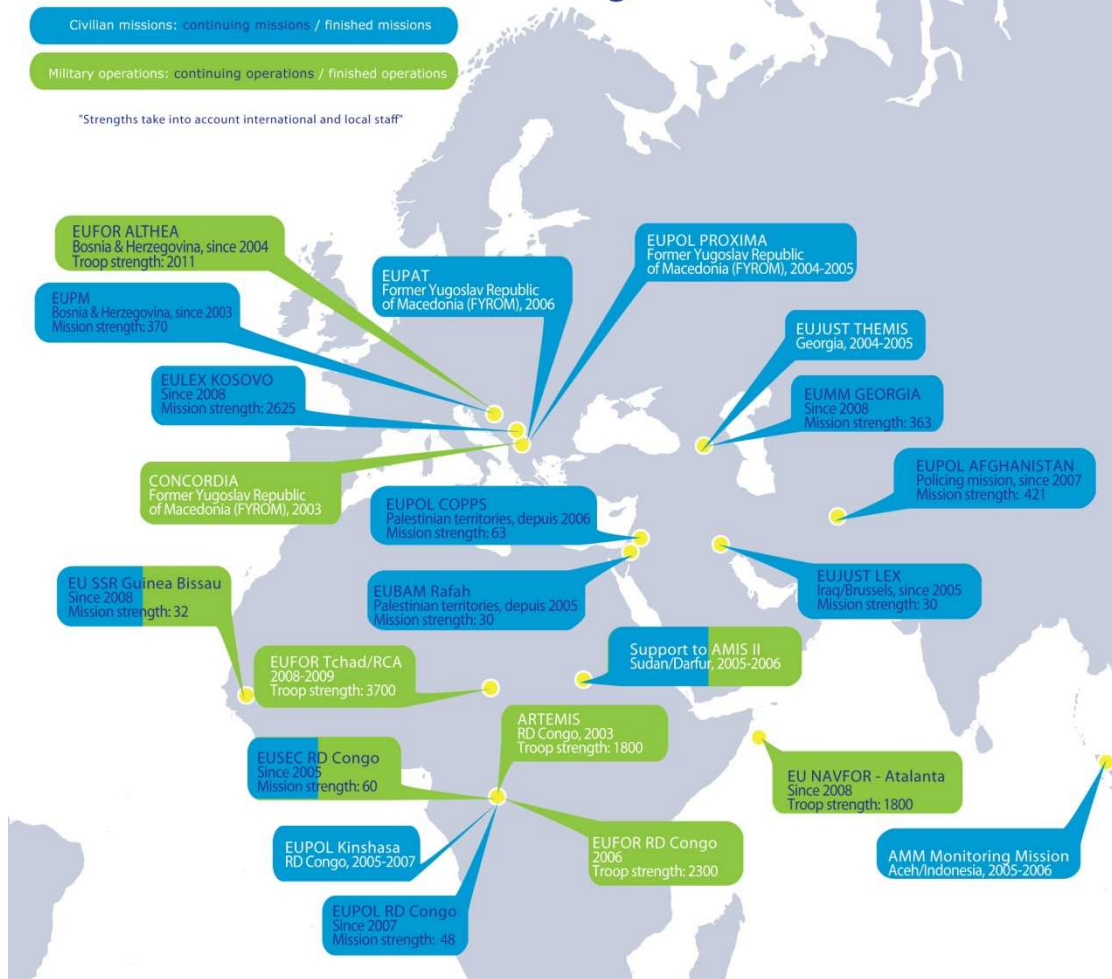 Civilian missions: continuing missions / finished missions
Military operations: continuing operations / finished operations
"Strengths take into account international and local staff"
EUFOR ALTHEA
Bosnia & Herzegovina, since 2004
Troop strength: 2011
EUPM
Bosnia & Herzegovina, since 2003
Mission strength: 370
EULEX KOSOVO
Since 2008
Mission strength: 2625
CONCORDIA
Former Yugoslav Republic
of Macedonia (FYROM), 2003
EUPAT
Former Yugoslav Republic
of Macedonia (FYROM), 2006
EUPOL PROXIMA
Former Yugoslav Republic
of Macedonia (FYROM), 2004-2005
EUJUST THEMIS
Georgia, 2004-2005
EUMM GEORGIA
Since 2008
Mission strength: 363
EUPOL AFGHANISTAN
Policing mission, since 2007
Mission strength: 421
EUPOL COPPS
Palestinian territories, depuis 2006
Mission strength: 63
EUBAM Rafah
Palestinian territories, depuis 2005
Mission strength: 30
EUJUST LEX
Iraq/Brussels, since 2005
Mission strength: 30
EU SSR Guinea Bissau
Since 2008
Mission strength: 32
EUFOR Tchad/RCA
2008-2009
Troop strength: 3700
Support to AMIS II
Sudan/Darfur, 2005-2006
ARTEMIS
RD Congo, 2003
Troop strength: 1800
EUSEC RD Congo
Since 2005
Mission strength: 60
EU NAVFOR - Atalanta
Since 2008
Troop strength: 1800
EUPOL Kinshasa
RD Congo, 2005-2007
EUFOR RD Congo
2006
Troop strength: 2300
AMM Monitoring Mission
Aceh/Indonesia, 2005-2006
EUPOL RD Congo
Since 2007
Mission strength: 48